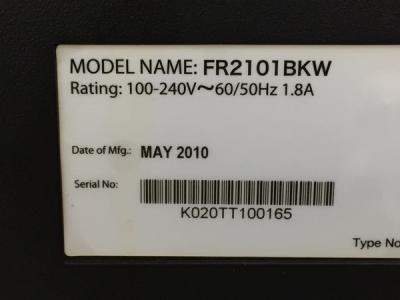 MODEL NAME: FR2101BKW
Rating: 100-240V～60/50Hz 1.8A
Date of Mfg.: MAY 2010
Serial No.:
K020TT100165
Type No